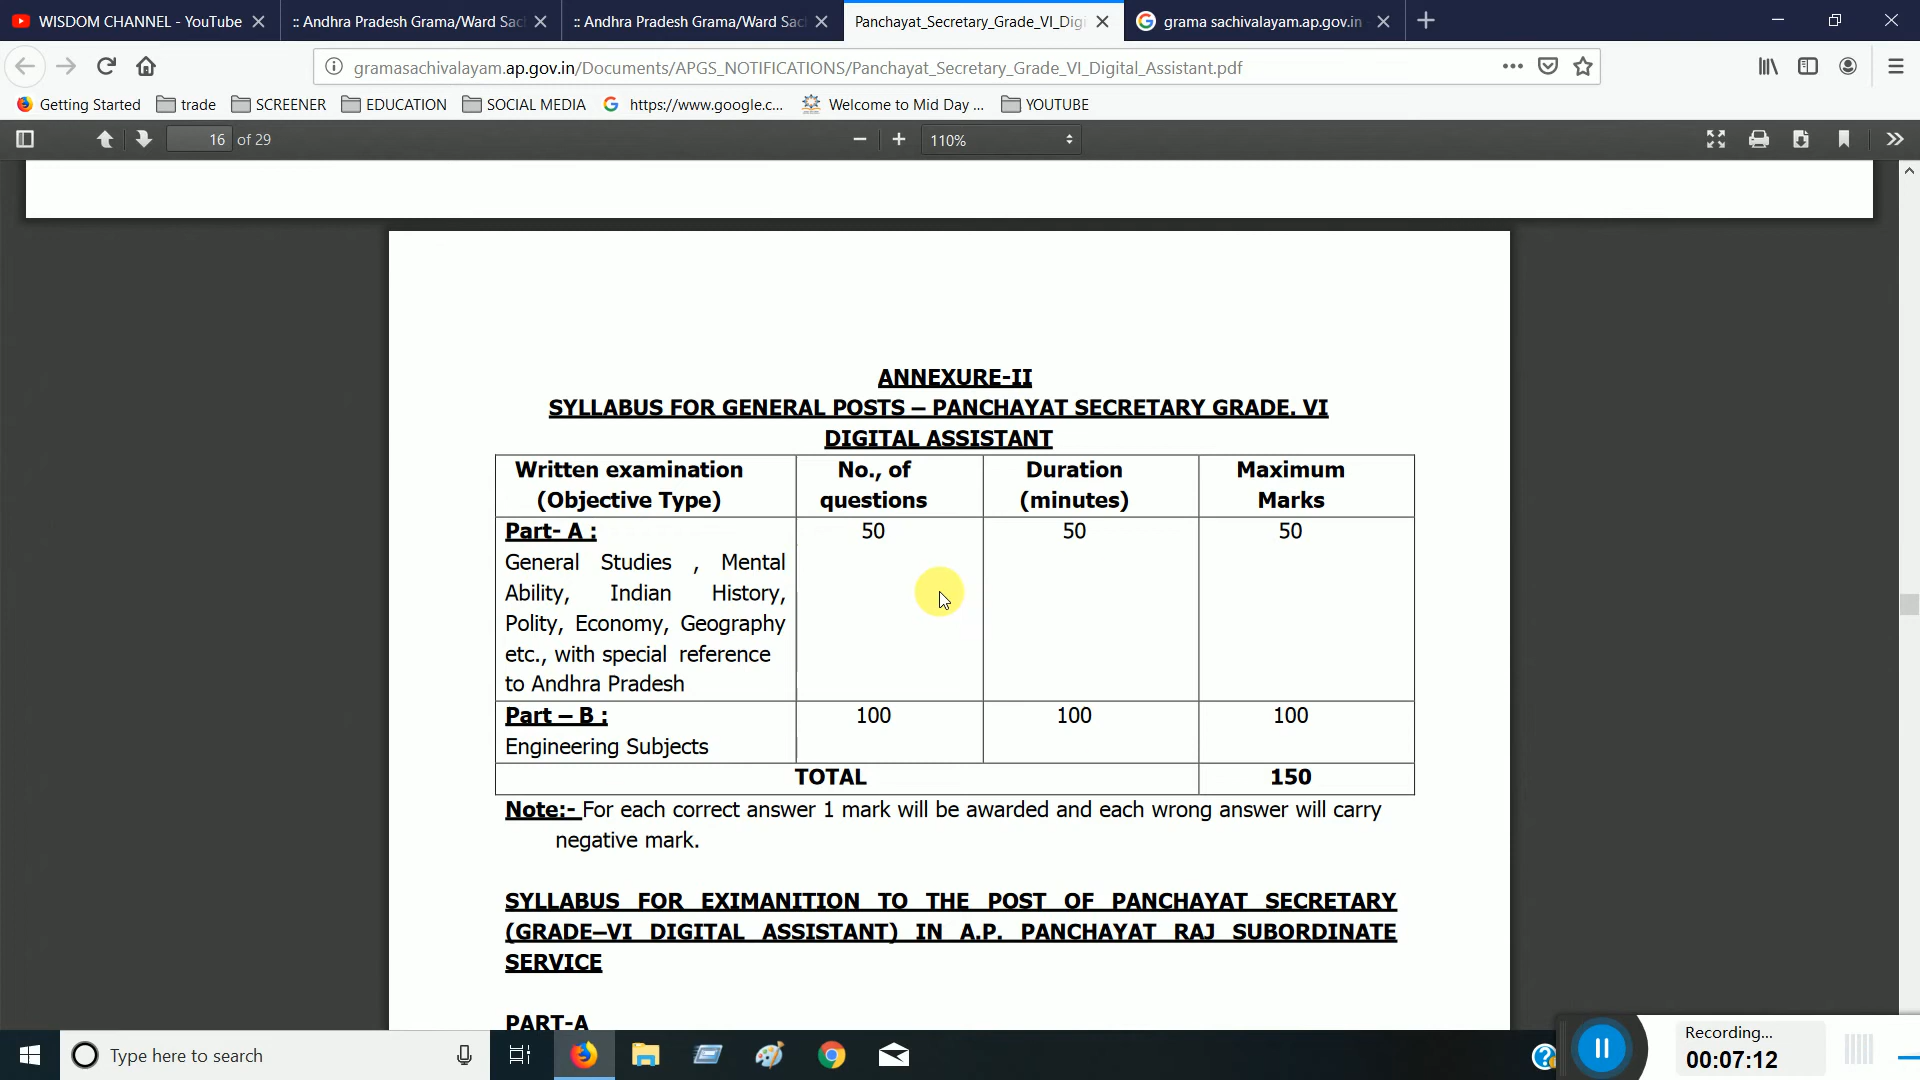 WISDOM CHANNEL - YouTube
:: Andhra Pradesh Grama/Ward Sac
:: Andhra Pradesh Grama/Ward Sac
Panchayat_Secretary_Grade_VI_Digi
grama sachivalayam.ap.gov.in
gramasachivalayam.ap.gov.in/Documents/APGS_NOTIFICATIONS/Panchayat_Secretary_Grade_VI_Digital_Assistant.pdf
Getting Started
trade
SCREENER
EDUCATION
SOCIAL MEDIA
https://www.google.c...
Welcome to Mid Day ...
YOUTUBE
16 of 29
110%
ANNEXURE-II
SYLLABUS FOR GENERAL POSTS – PANCHAYAT SECRETARY GRADE. VI
DIGITAL ASSISTANT
Written examination (Objective Type)
No., of questions
Duration (minutes)
Maximum Marks
Part- A :
50
50
50
General Studies , Mental
Ability, Indian History,
Polity, Economy, Geography
etc., with special reference
to Andhra Pradesh
Part – B :
100
100
100
Engineering Subjects
TOTAL
150
Note:- For each correct answer 1 mark will be awarded and each wrong answer will carry
negative mark.
SYLLABUS FOR EXIMANITION TO THE POST OF PANCHAYAT SECRETARY
(GRADE–VI DIGITAL ASSISTANT) IN A.P. PANCHAYAT RAJ SUBORDINATE
SERVICE
PART-A
Type here to search
Recording...
00:07:12